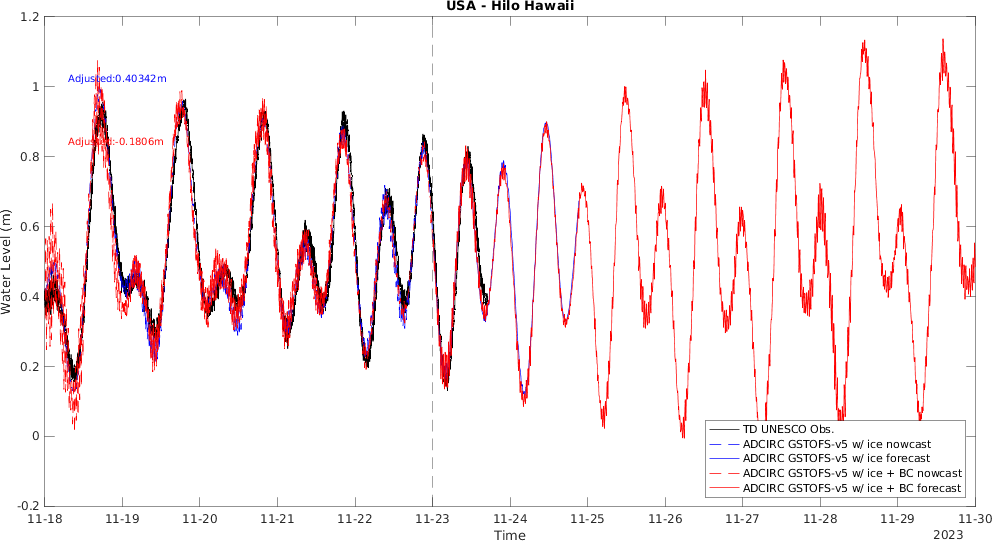 USA - Hilo Hawaii
1.2
1
0.8
0.6
0.4
0.2
0
-0.2
Water Level (m)
Adjusted:0.40342m
Adjusted:-0.1806m
TD UNESCO Obs.
ADCIRC GSTOFS-v5 w/ ice nowcast
ADCIRC GSTOFS-v5 w/ ice forecast
ADCIRC GSTOFS-v5 w/ ice + BC nowcast
ADCIRC GSTOFS-v5 w/ ice + BC forecast
11-18 11-19 11-20 11-21 11-22 11-23 11-24 11-25 11-26 11-27 11-28 11-29 11-30
Time
2023